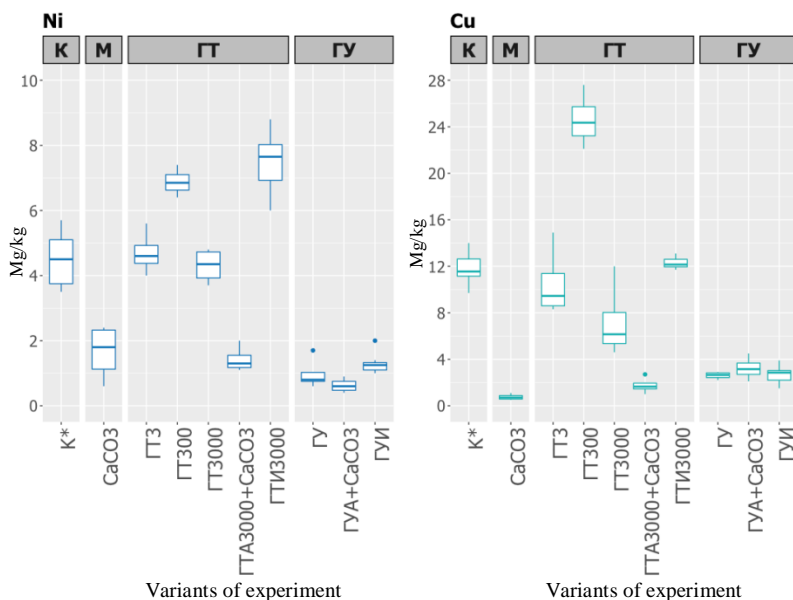 Ni
К М ГТ ГУ
10
8
6
4
2
0
Mg/kg
К*
CaCO3
ГТ3
ГТ300
ГТ3000
ГТА3000+CaCO3
ГТИ3000
ГУ
ГУА+CaCO3
ГУИ
Variants of experiment
Cu
К М ГТ ГУ
28
24
20
16
12
8
4
0
Mg/kg
К*
CaCO3
ГТ3
ГТ300
ГТ3000
ГТА3000+CaCO3
ГТИ3000
ГУ
ГУА+CaCO3
ГУИ
Variants of experiment